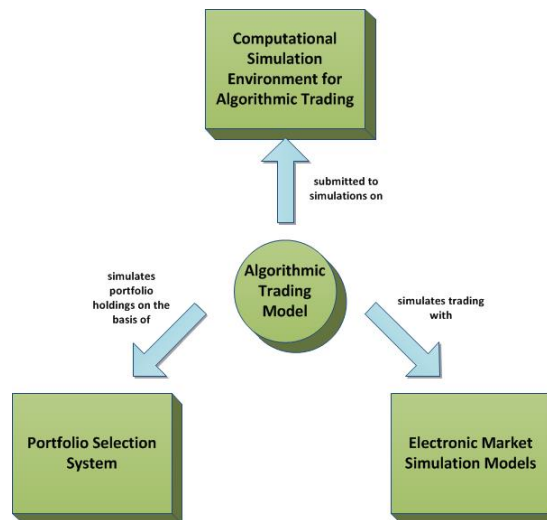 Computational
Simulation
Environment for
Algorithmic Trading
submitted to
simulations on
Algorithmic
Trading
Model
simulates
portfolio
holdings on the
basis of
simulates trading
with
Portfolio Selection
System
Electronic Market
Simulation Models